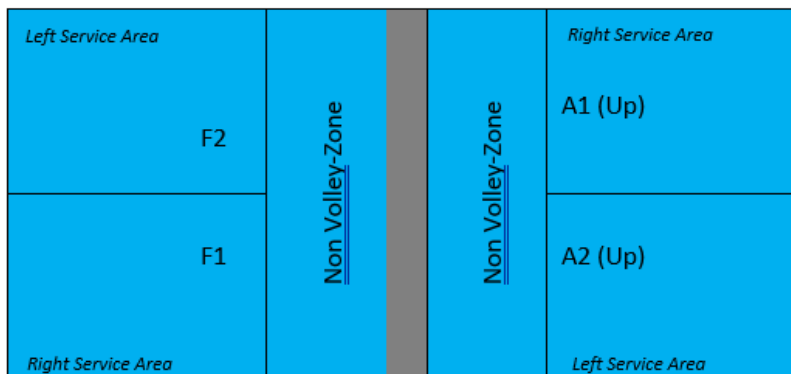 Left Service Area
Right Service Area
F2
Non Volley-Zone
Non Volley-Zone
A1 (Up)
F1
A2 (Up)
Right Service Area
Left Service Area